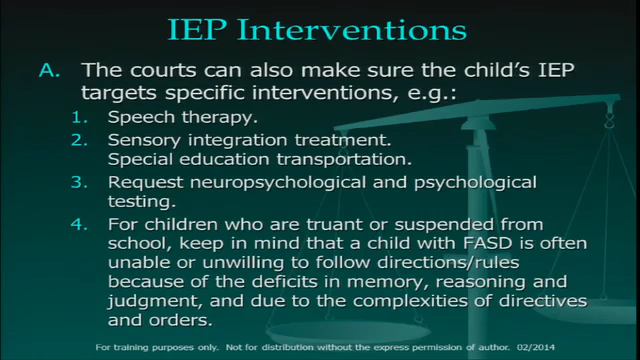 IEP Interventions
A. The courts can also make sure the child's IEP
targets specific interventions, e.g.:
1. Speech therapy.
2. Sensory integration treatment.
Special education transportation.
3. Request neuropsychological and psychological
testing.
4. For children who are truant or suspended from
school, keep in mind that a child with FASD is often
unable or unwilling to follow directions/rules
because of the deficits in memory, reasoning and
judgment, and due to the complexities of directives
and orders.
For training purposes only. Not for distribution without the express permission of author. 02/2014